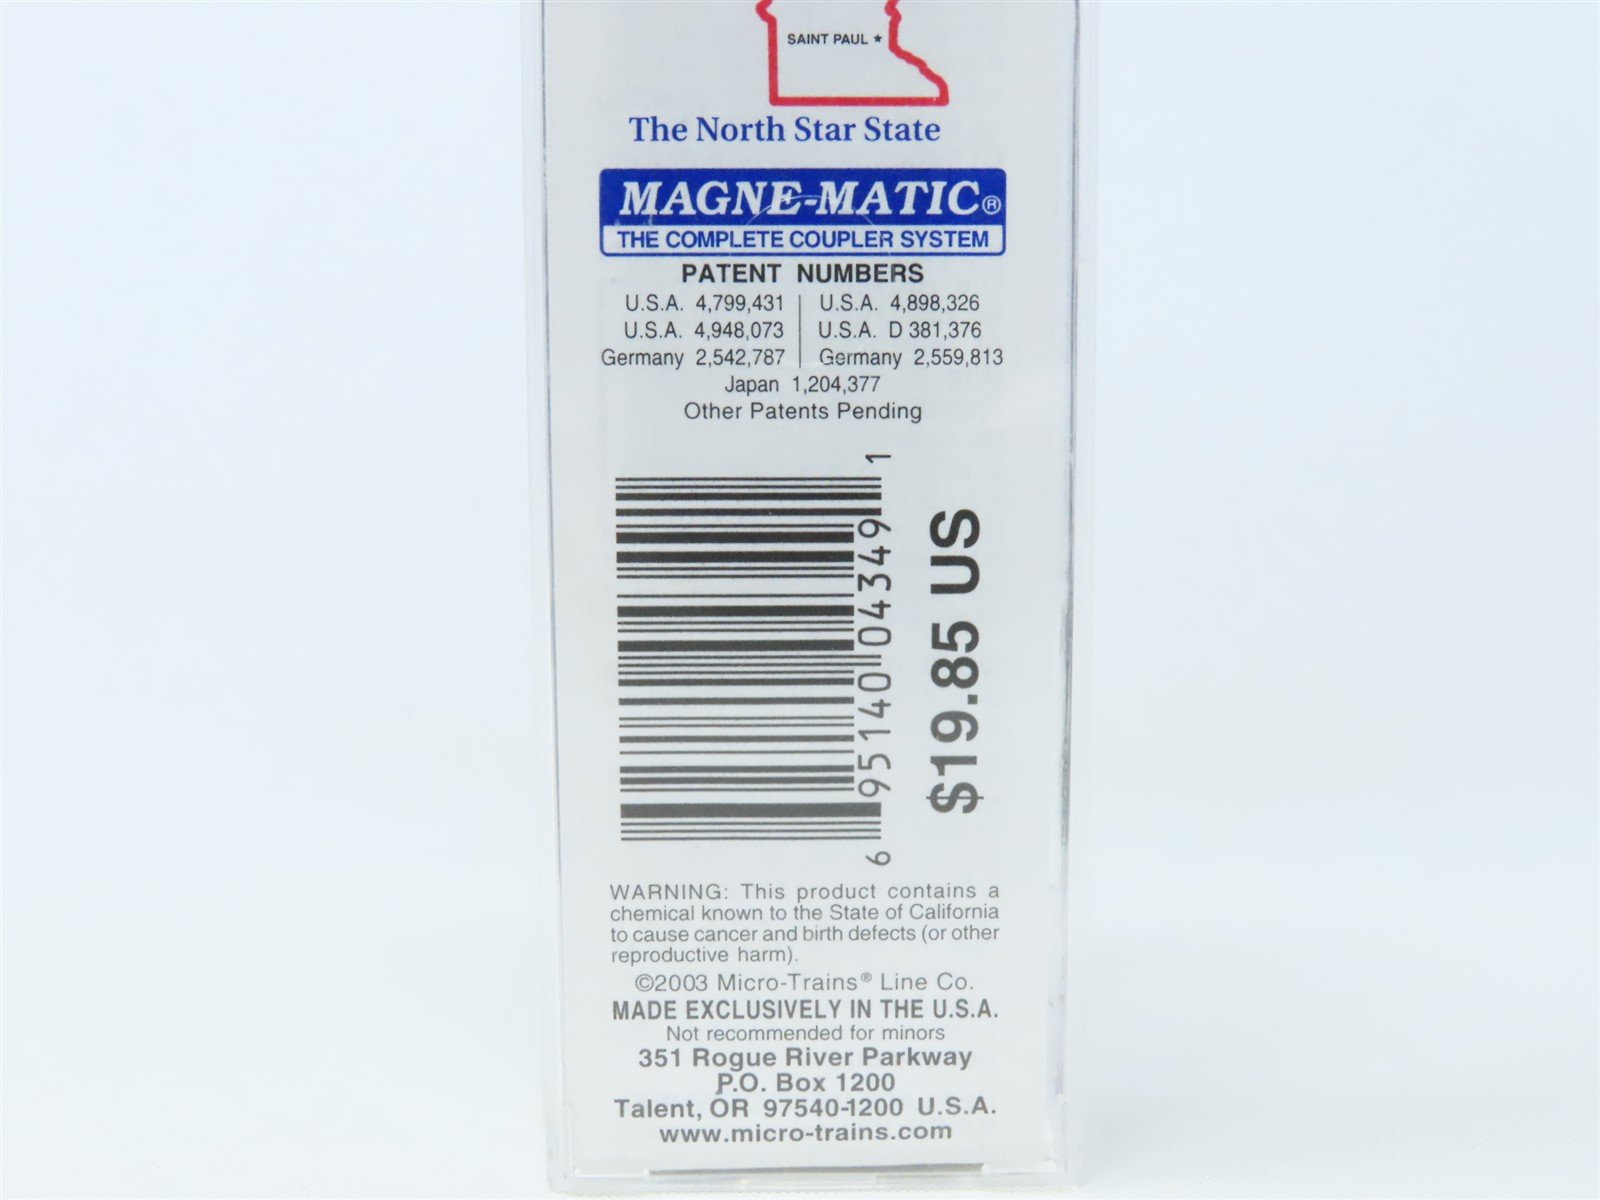 SAINT PAUL ★
The North Star State
MAGNE-MATIC®
THE COMPLETE COUPLER SYSTEM
PATENT NUMBERS
U.S.A. 4,799,431 | U.S.A. 4,898,326
U.S.A. 4,948,073 | U.S.A. D 381,376
Germany 2,542,787 | Germany 2,559,813
Japan 1,204,377
Other Patents Pending
6 95140 04349 1
$19.85 US
WARNING: This product contains a
chemical known to the State of California
to cause cancer and birth defects (or other
reproductive harm).
©2003 Micro-Trains® Line Co.
MADE EXCLUSIVELY IN THE U.S.A.
Not recommended for minors
351 Rogue River Parkway
P.O. Box 1200
Talent, OR 97540-1200 U.S.A.
www.micro-trains.com